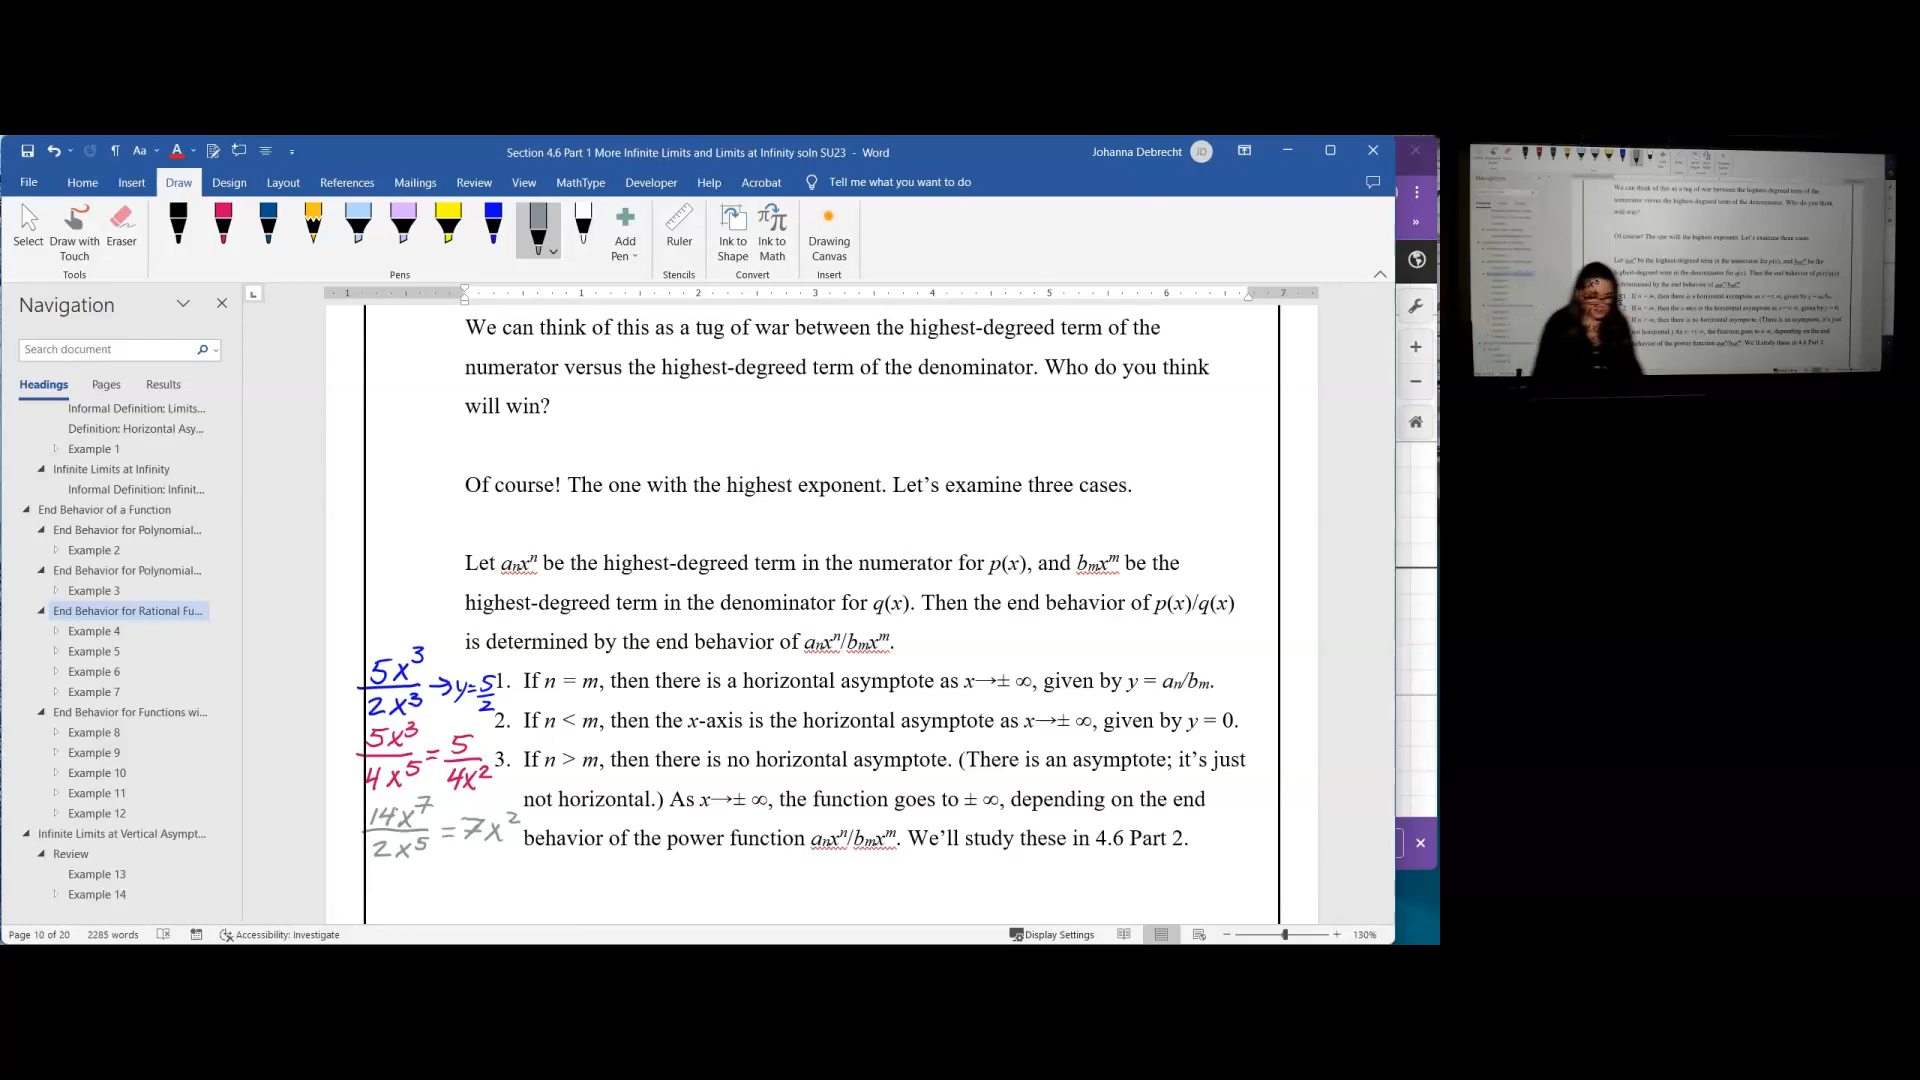 Section 4.6 Part 1 More Infinite Limits and Limits at Infinity soln SU23 - Word
Johanna Debrecht
JD
File Home Insert Draw Design Layout References Mailings Review View MathType Developer Help Acrobat Tell me what you want to do
Select
Draw with Touch
Eraser
Add Pen
Ruler
Ink to Shape
Ink to Math
Drawing Canvas
Tools
Pens
Stencils
Convert
Insert
Navigation
Search document
Headings Pages Results
Informal Definition: Limits...
Definition: Horizontal Asy...
Example 1
Infinite Limits at Infinity
Informal Definition: Infinit...
End Behavior of a Function
End Behavior for Polynomial...
Example 2
End Behavior for Polynomial...
Example 3
End Behavior for Rational Fu...
Example 4
Example 5
Example 6
Example 7
End Behavior for Functions wi...
Example 8
Example 9
Example 10
Example 11
Example 12
Infinite Limits at Vertical Asympt...
Review
Example 13
Example 14
1 1 2 3 4 5 6 7
We can think of this as a tug of war between the highest-degreed term of the
numerator versus the highest-degreed term of the denominator. Who do you think
will win?
Of course! The one with the highest exponent. Let's examine three cases.
Let aₙxⁿ be the highest-degreed term in the numerator for p(x), and bₘxᵐ be the
highest-degreed term in the denominator for q(x). Then the end behavior of p(x)/q(x)
is determined by the end behavior of aₙxⁿ/bₘxᵐ.
1. If n = m, then there is a horizontal asymptote as x→± ∞, given by y = aₙ/bₘ.
2. If n < m, then the x-axis is the horizontal asymptote as x→± ∞, given by y = 0.
3. If n > m, then there is no horizontal asymptote. (There is an asymptote; it's just
not horizontal.) As x→± ∞, the function goes to ± ∞, depending on the end
behavior of the power function aₙxⁿ/bₘxᵐ. We'll study these in 4.6 Part 2.
5x³/2x³ → y = 5/2
5x³/4x⁵ = 5/4x²
14x⁷/2x⁵ = 7x²
Page 10 of 20 2285 words Accessibility: Investigate Display Settings 130%